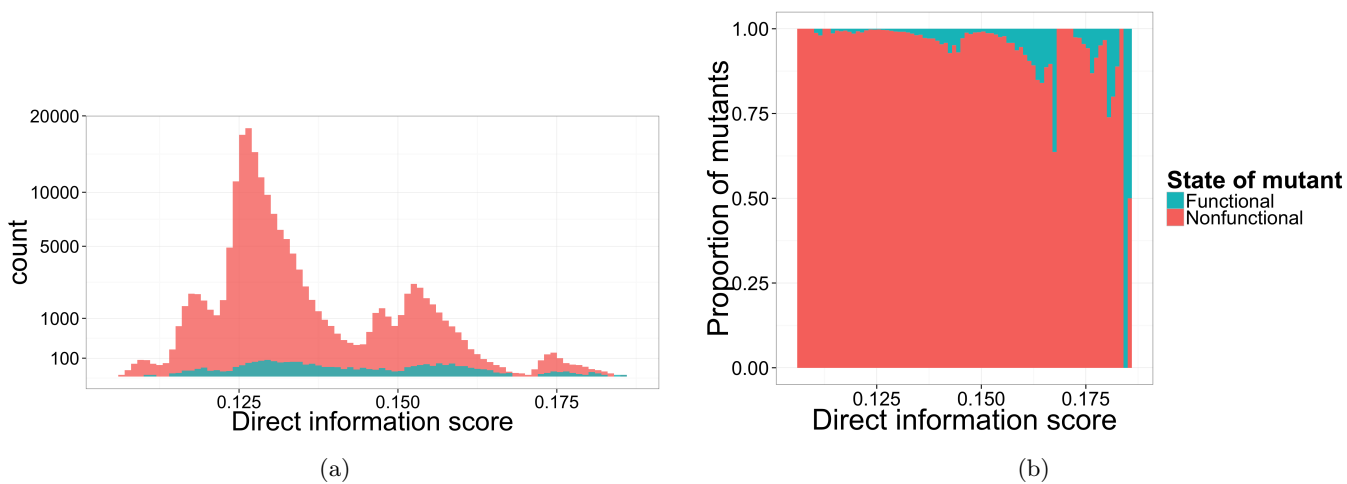 20000
10000
5000
1000
100
count
0.125 0.150 0.175
Direct information score
(a)
1.00
0.75
0.50
0.25
0.00
Proportion of mutants
0.125 0.150 0.175
Direct information score
(b)
State of mutant
Functional
Nonfunctional